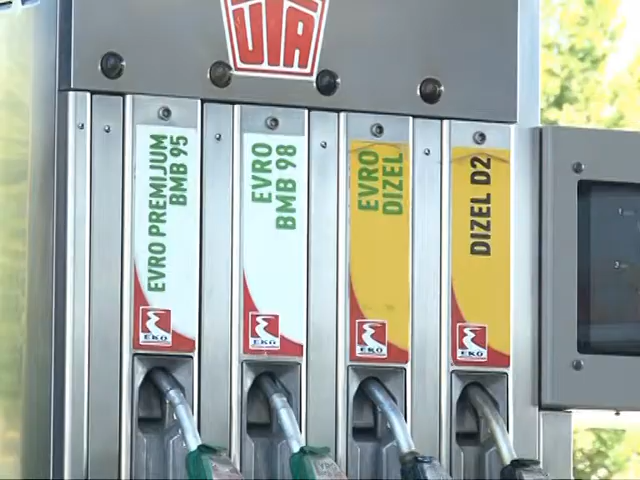 UTA
EVRO PREMIJUM
BMB 95
EKO
EVRO
BMB 98
EKO
EVRO
DIZEL
EKO
DIZEL D2
EKO